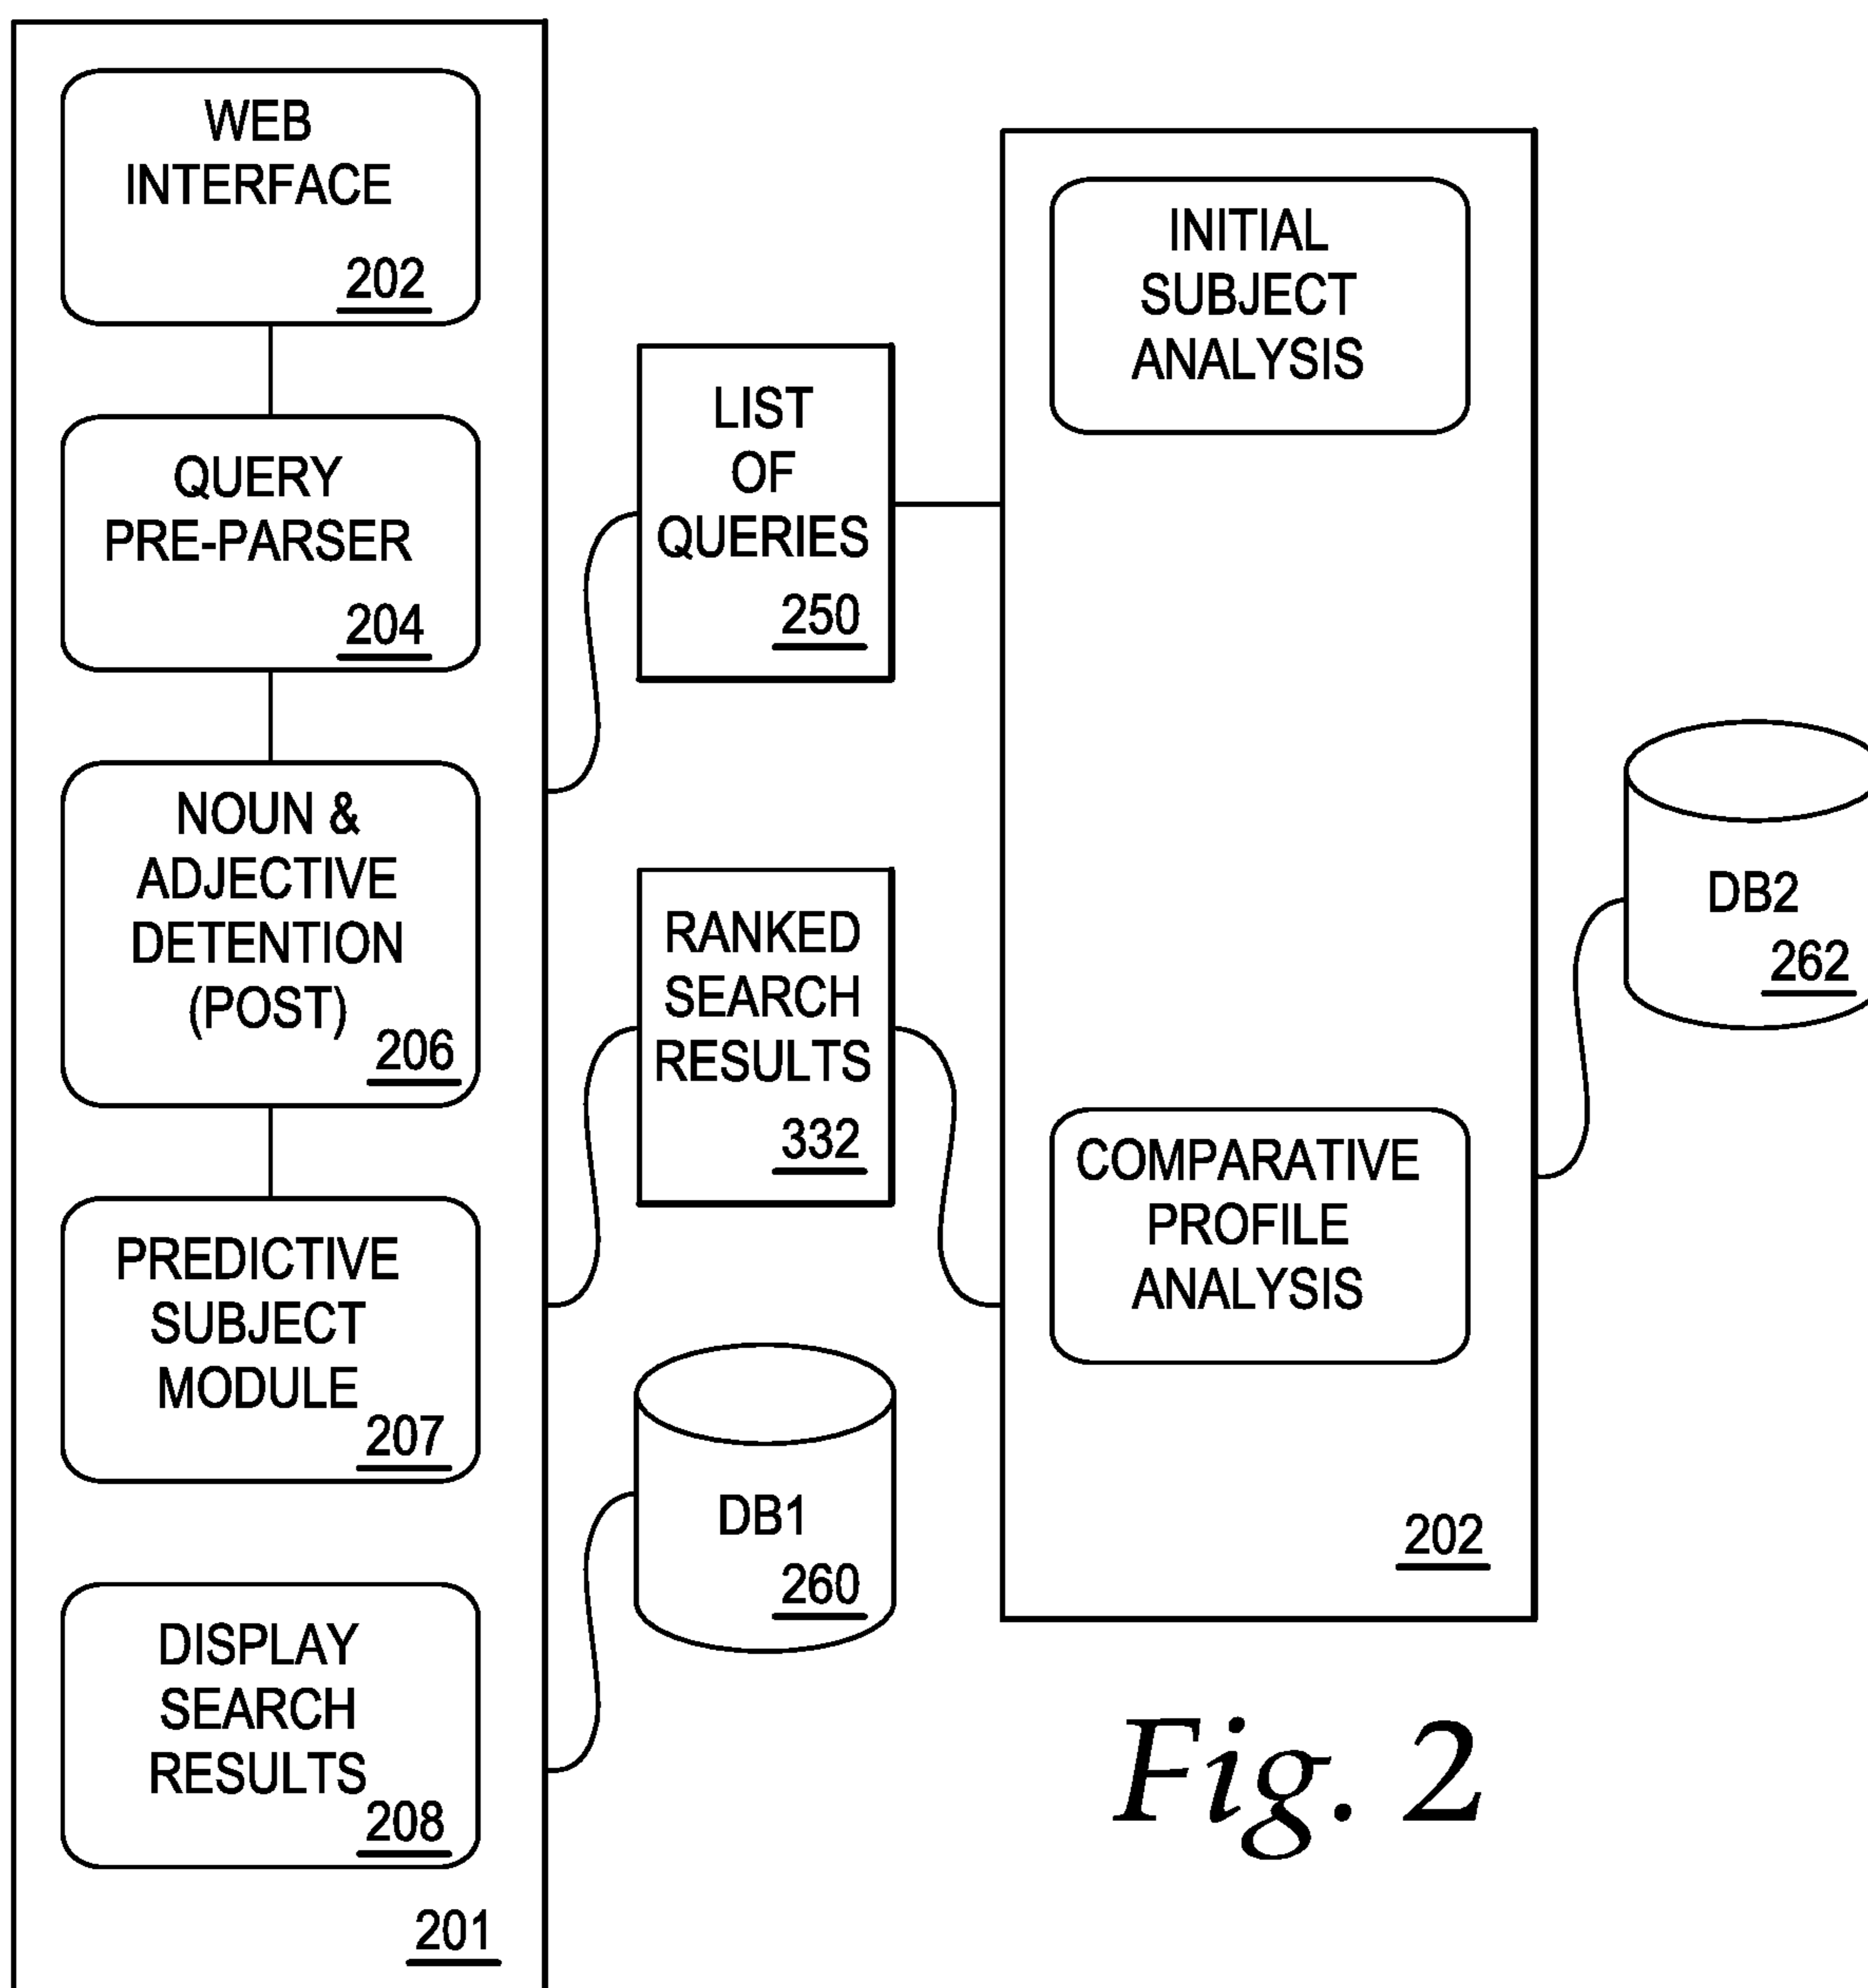 WEB
INTERFACE
202
QUERY
PRE-PARSER
204
NOUN &
ADJECTIVE
DETENTION
(POST)
206
PREDICTIVE
SUBJECT
MODULE
207
DISPLAY
SEARCH
RESULTS
208
201
LIST
OF
QUERIES
250
RANKED
SEARCH
RESULTS
332
DB1
260
INITIAL
SUBJECT
ANALYSIS
COMPARATIVE
PROFILE
ANALYSIS
202
DB2
262
Fig. 2